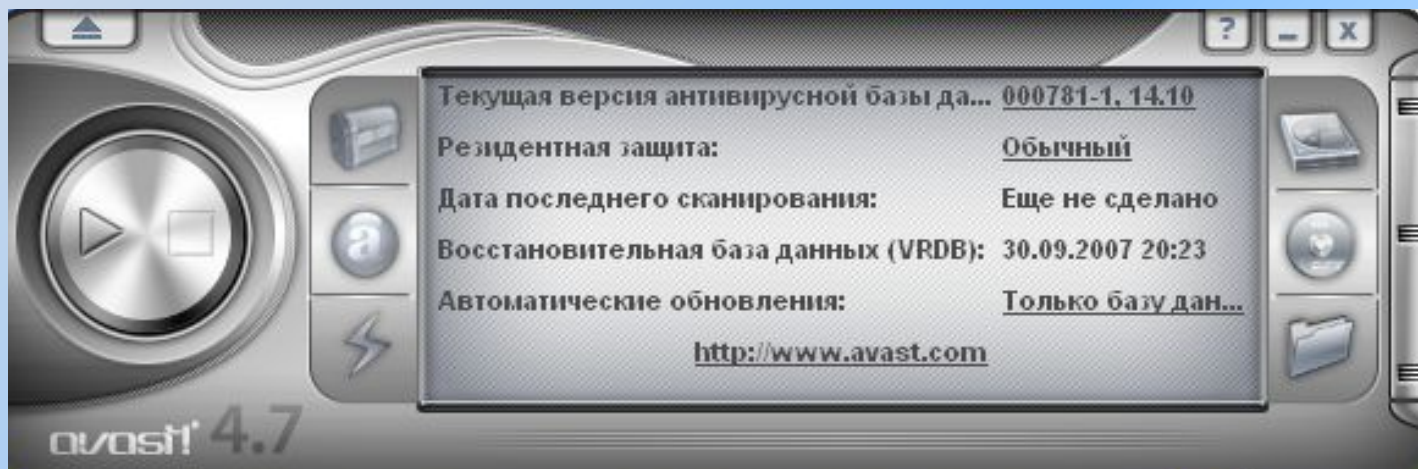 ?
x
Текущая версия антивирусной базы да... 000781-1, 14.10
Резидентная защита: Обычный
Дата последнего сканирования: Еще не сделано
Восстановительная база данных (VRDB): 30.09.2007 20:23
Автоматические обновления: Только базу дан...
http://www.avast.com
a
avast! 4.7